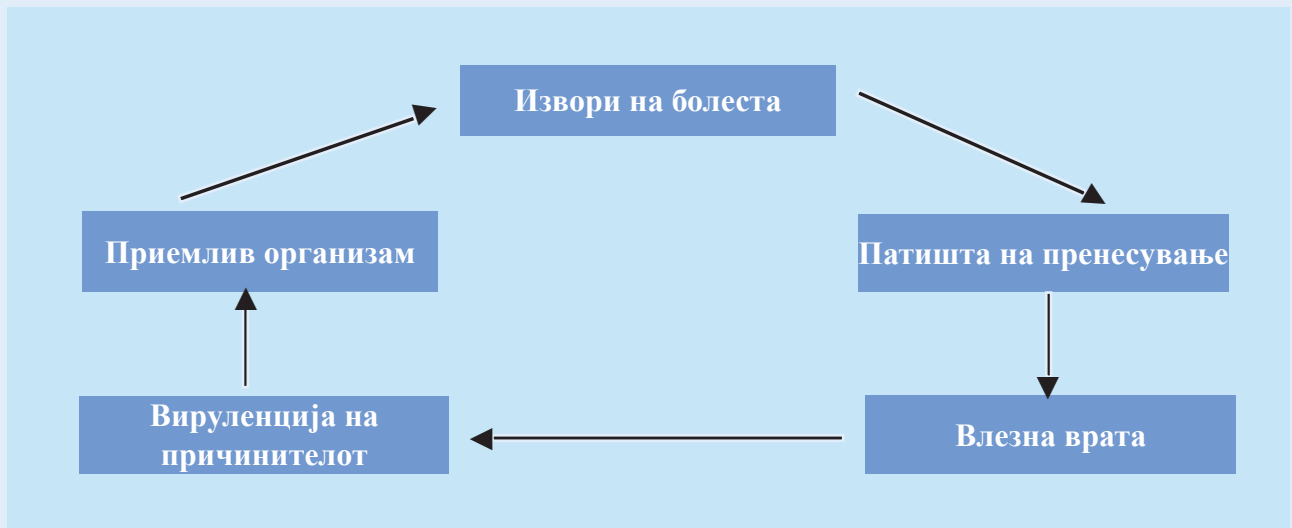 Извори на болеста
Приемлив организам
Патишта на пренесување
Вируленција на
причинителот
Влезна врата